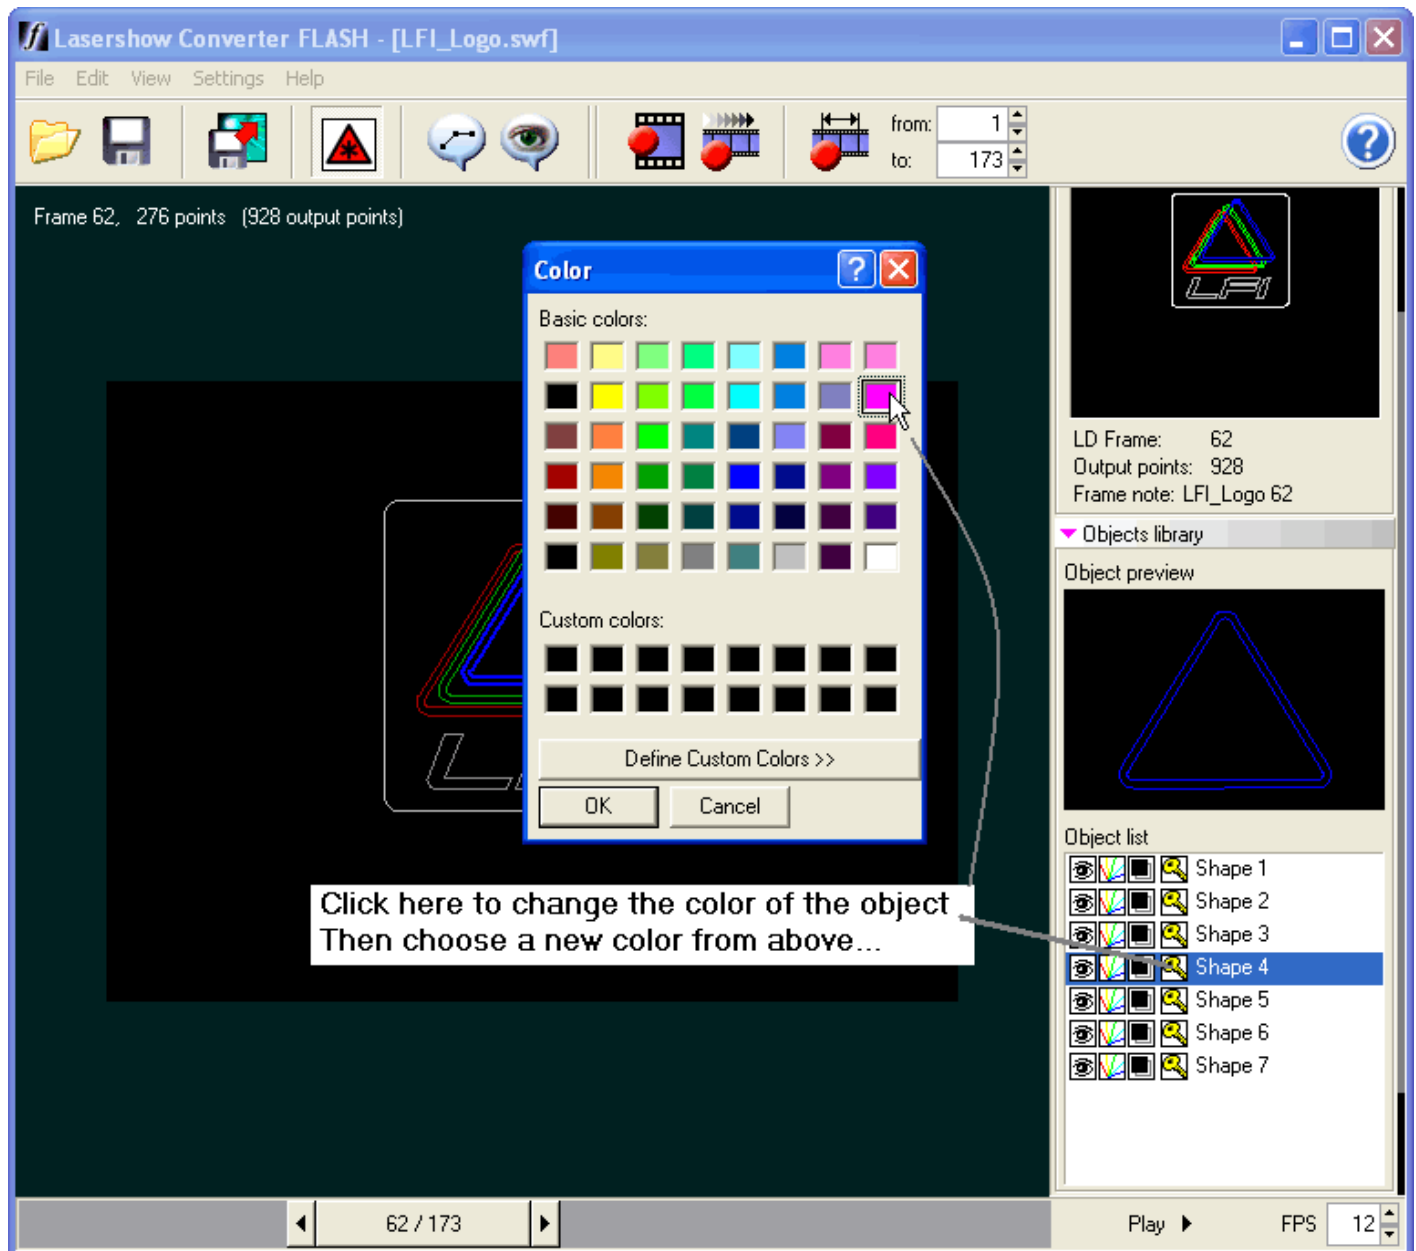 Lasershow Converter FLASH - [LFI_Logo.swf]
File Edit View Settings Help
from: 1
to: 173
Frame 62, 276 points (928 output points)
Color
Basic colors:
Custom colors:
Define Custom Colors >>
OK Cancel
Click here to change the color of the object
Then choose a new color from above...
LFI
LD Frame: 62
Output points: 928
Frame note: LFI_Logo 62
Objects library
Object preview
Object list
Shape 1
Shape 2
Shape 3
Shape 4
Shape 5
Shape 6
Shape 7
62 / 173
Play
FPS 12